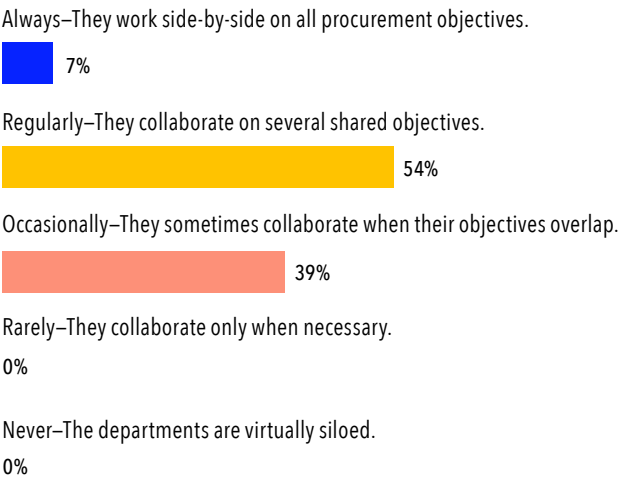 Always—They work side-by-side on all procurement objectives.
7%
Regularly—They collaborate on several shared objectives.
54%
Occasionally—They sometimes collaborate when their objectives overlap.
39%
Rarely—They collaborate only when necessary.
0%
Never—The departments are virtually siloed.
0%